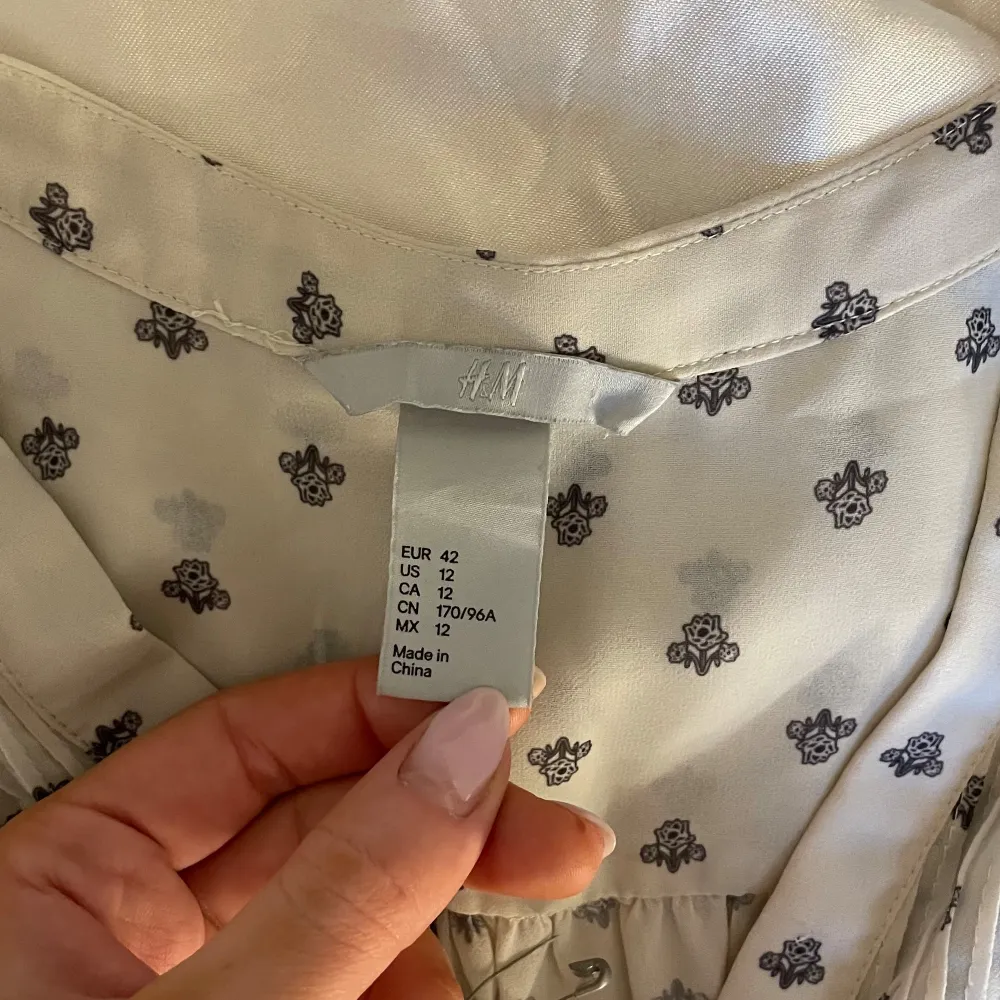 H&M
EUR 42
US 12
CA 12
CN 170/96A
MX 12
Made in
China